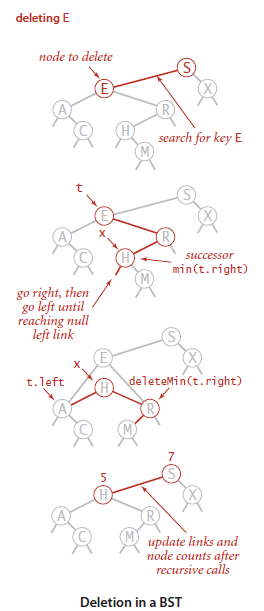 deleting E
node to delete
S
E
X
A
R
C
H
M
search for key E
t
S
E
X
A
x
R
C
H
successor
min(t.right)
M
go right, then
go left until
reaching null
left link
S
E
X
x
t.left
H
deleteMin(t.right)
A
R
C
M
7
S
5
H
X
A
R
C
M
update links and
node counts after
recursive calls
Deletion in a BST